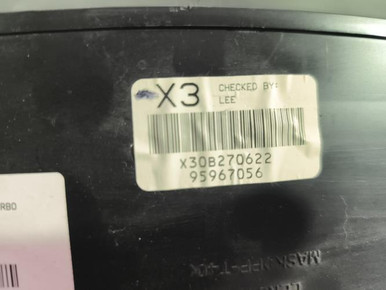 X3
CHECKED BY:
LEE
X30B270622
95967056
RBO